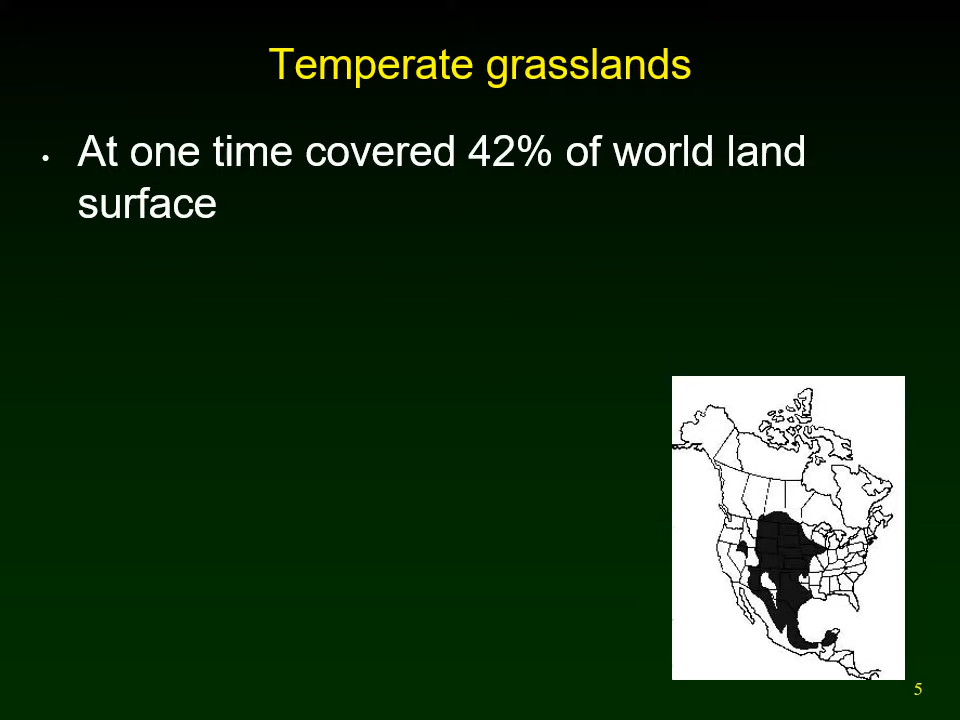 Temperate grasslands
• At one time covered 42% of world land
surface
5